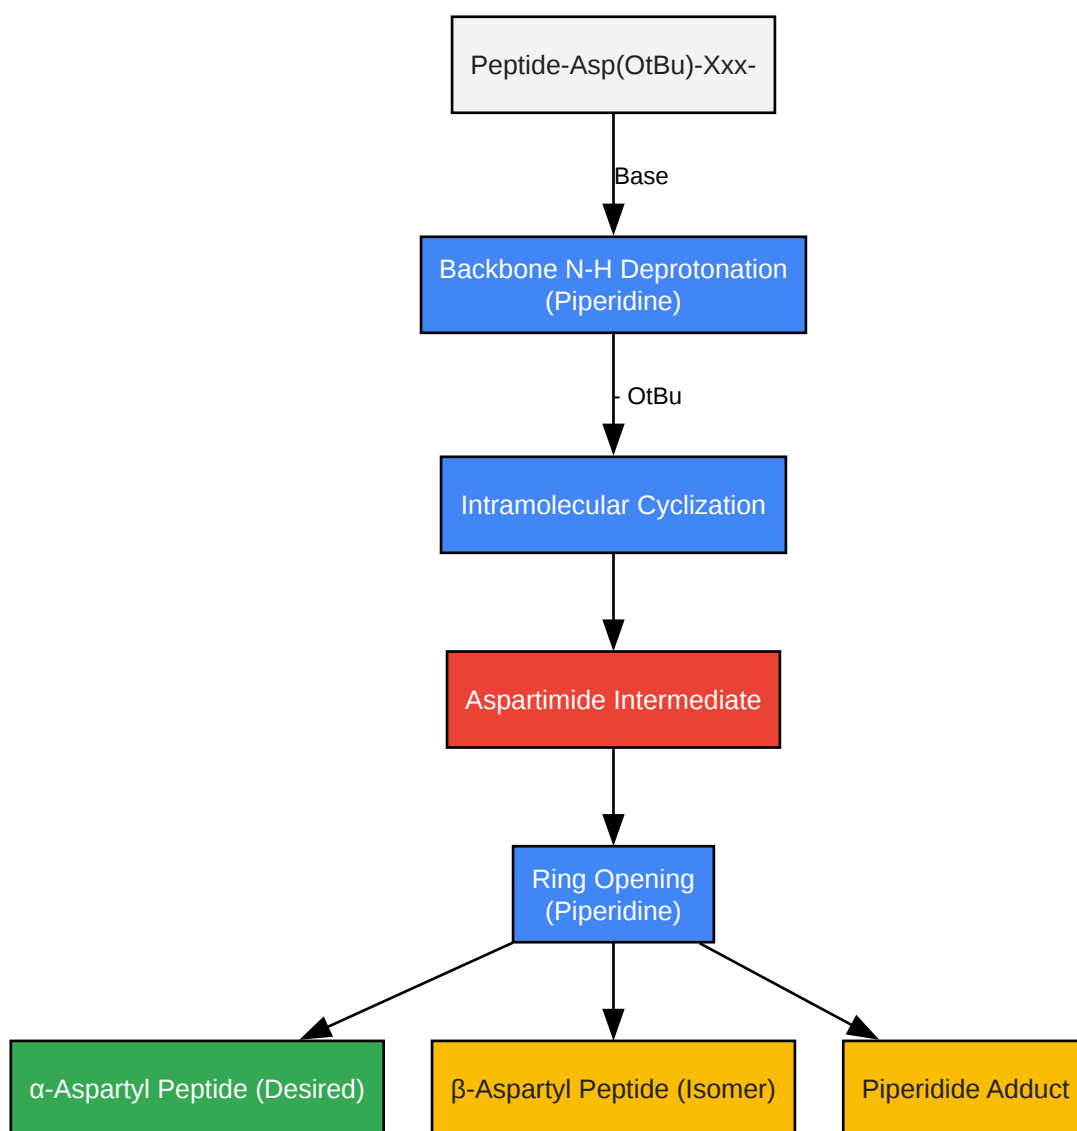 Peptide-Asp(OtBu)-Xxx-
Base
Backbone N-H Deprotonation
(Piperidine)
- OtBu
Intramolecular Cyclization
Aspartimide Intermediate
Ring Opening
(Piperidine)
α-Aspartyl Peptide (Desired)
β-Aspartyl Peptide (Isomer)
Piperidide Adduct